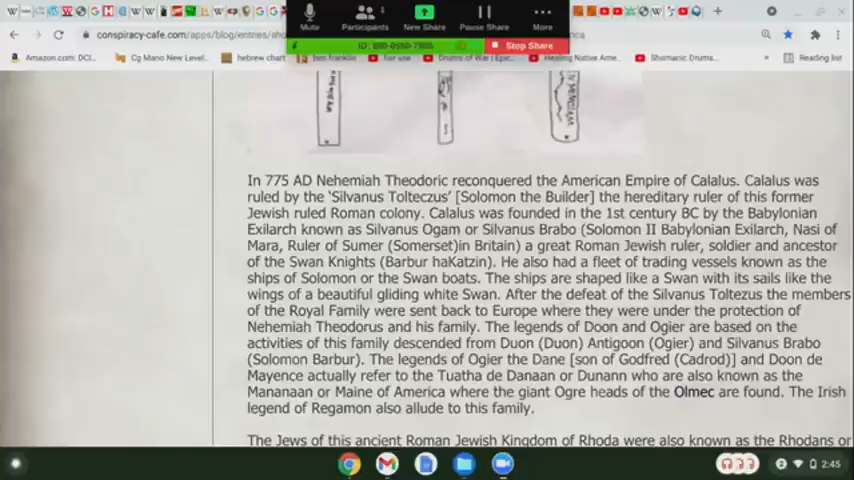 Mute
Participants
1
New Share
Pause Share
More
Stop Share
conspiracy-cafe.com/apps/blog/entries/sh
Amazon.com: DCI...
Cg Mano New Level...
hebrew chart
ben franklin
fair use
Drums of War | Epic...
Healing Native Ame...
Shamanic Drums...
Reading list
In 775 AD Nehemiah Theodoric reconquered the American Empire of Calalus. Calalus was
ruled by the 'Silvanus Tolteczus' [Solomon the Builder] the hereditary ruler of this former
Jewish ruled Roman colony. Calalus was founded in the 1st century BC by the Babylonian
Exilarch known as Silvanus Ogam or Silvanus Brabo (Solomon II Babylonian Exilarch, Nasi of
Mara, Ruler of Sumer (Somerset)in Britain) a great Roman Jewish ruler, soldier and ancestor
of the Swan Knights (Barbur haKatzin). He also had a fleet of trading vessels known as the
ships of Solomon or the Swan boats. The ships are shaped like a Swan with its sails like the
wings of a beautiful gliding white Swan. After the defeat of the Silvanus Toltezus the members
of the Royal Family were sent back to Europe where they were under the protection of
Nehemiah Theodorus and his family. The legends of Doon and Ogier are based on the
activities of this family descended from Duon (Duon) Antigoon (Ogier) and Silvanus Brabo
(Solomon Barbur). The legends of Ogier the Dane [son of Godfred (Cadrod)] and Doon de
Mayence actually refer to the Tuatha de Danaan or Dunann who are also known as the
Mananaan or Maine of America where the giant Ogre heads of the Olmec are found. The Irish
legend of Regamon also allude to this family.
The Jews of this ancient Roman Jewish Kingdom of Rhoda were also known as the Rhodans or
2:45